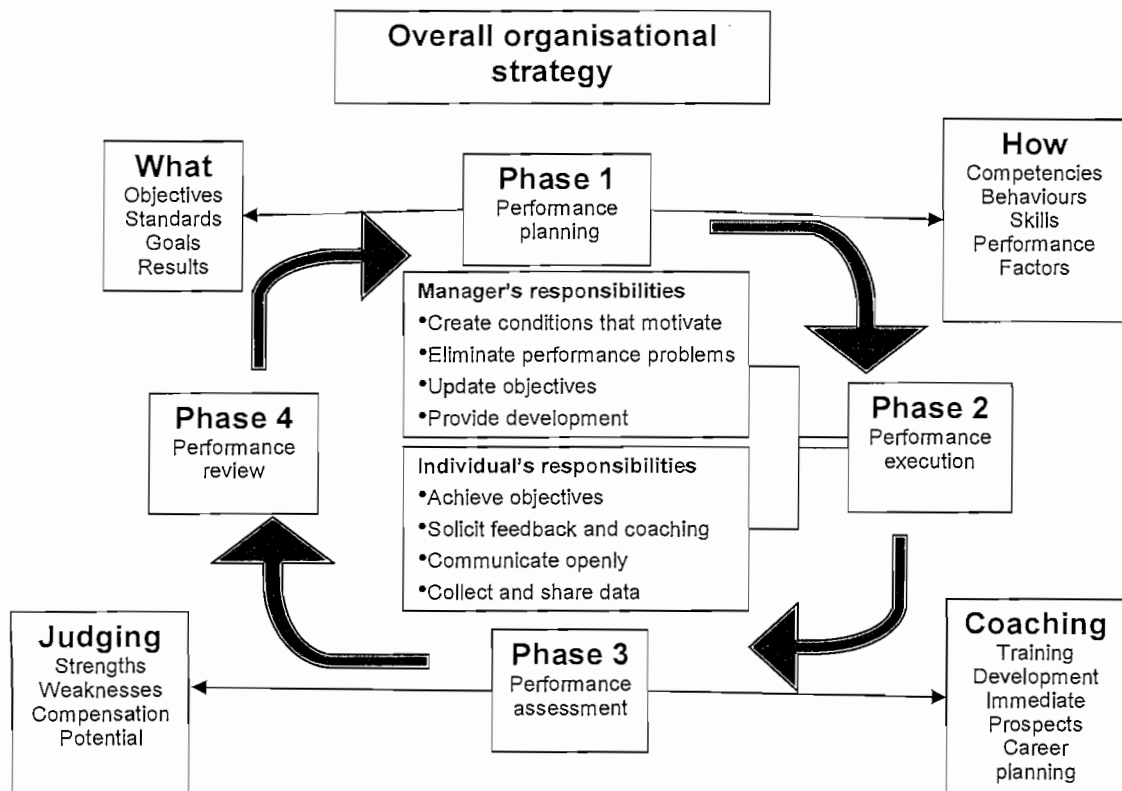 Overall organisational
strategy
What
Objectives
Standards
Goals
Results
Phase 1
Performance
planning
How
Competencies
Behaviours
Skills
Performance
Factors
Manager's responsibilities
•Create conditions that motivate
•Eliminate performance problems
•Update objectives
•Provide development
Phase 4
Performance
review
Phase 2
Performance
execution
Individual's responsibilities
•Achieve objectives
•Solicit feedback and coaching
•Communicate openly
•Collect and share data
Judging
Strengths
Weaknesses
Compensation
Potential
Phase 3
Performance
assessment
Coaching
Training
Development
Immediate
Prospects
Career
planning